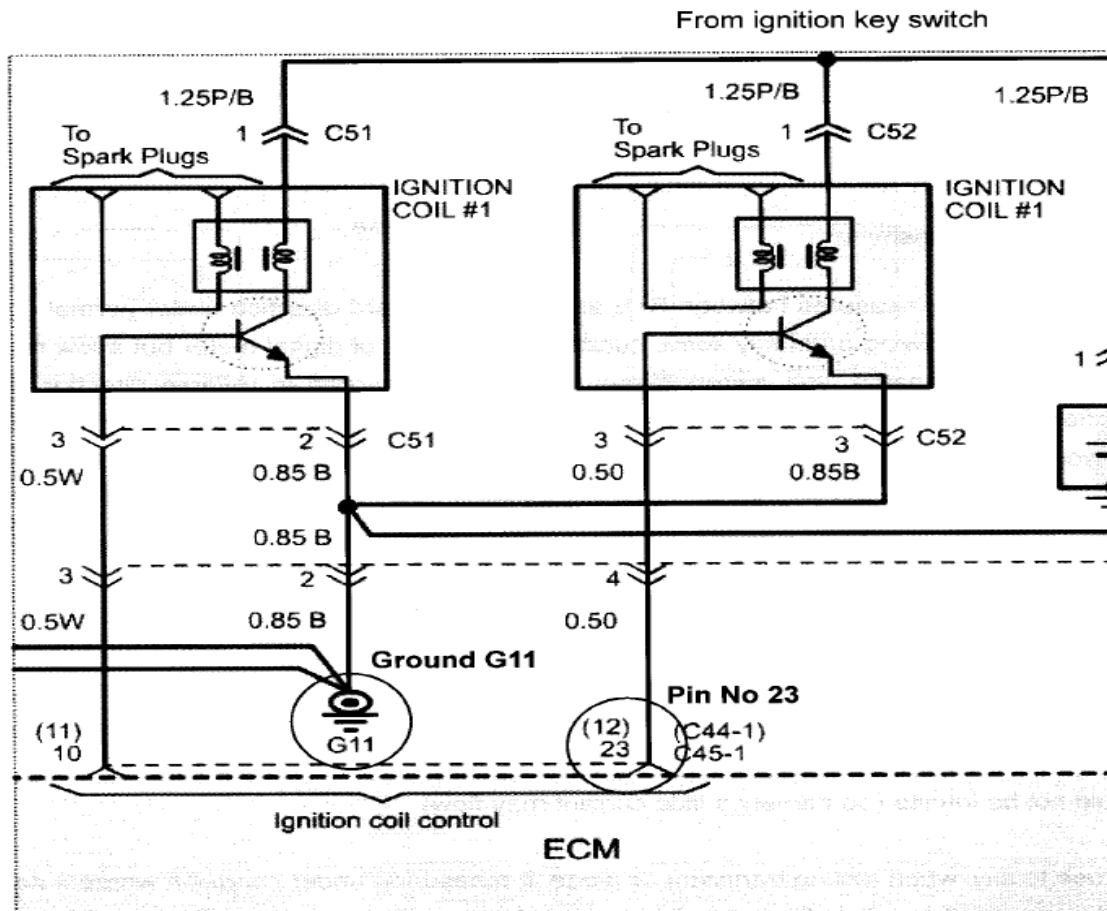 From ignition key switch
1.25P/B
1.25P/B
1.25P/B
To
Spark Plugs
1
C51
To
Spark Plugs
1
C52
IGNITION
COIL #1
IGNITION
COIL #1
1
3
2
C51
3
3
C52
0.5W
0.85 B
0.50
0.85B
0.85 B
3
2
4
0.5W
0.85 B
0.50
Ground G11
Pin No 23
(11)
10
G11
(12)
23
(C44-1)
C45-1
Ignition coil control
ECM